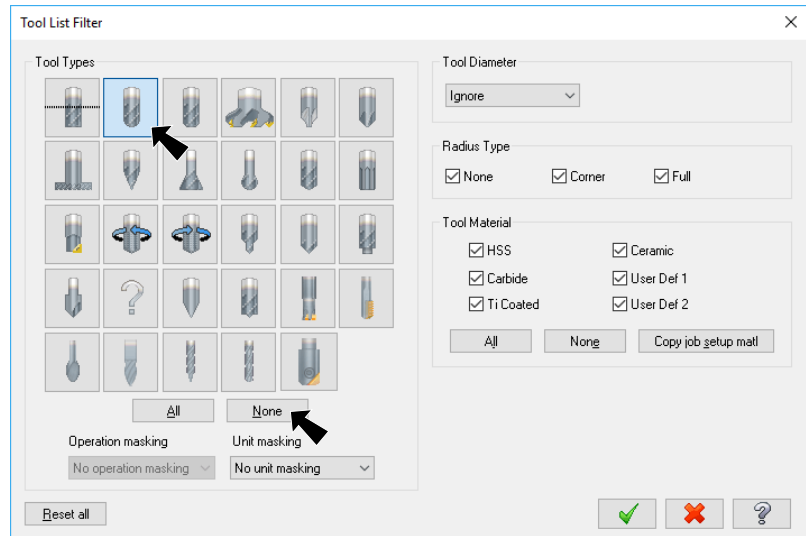 Tool List Filter
Tool Types
All
None
Operation masking
Unit masking
No operation masking
No unit masking
Reset all
Tool Diameter
Ignore
Radius Type
None
Corner
Full
Tool Material
HSS
Ceramic
Carbide
User Def 1
Ti Coated
User Def 2
All
None
Copy job setup matl